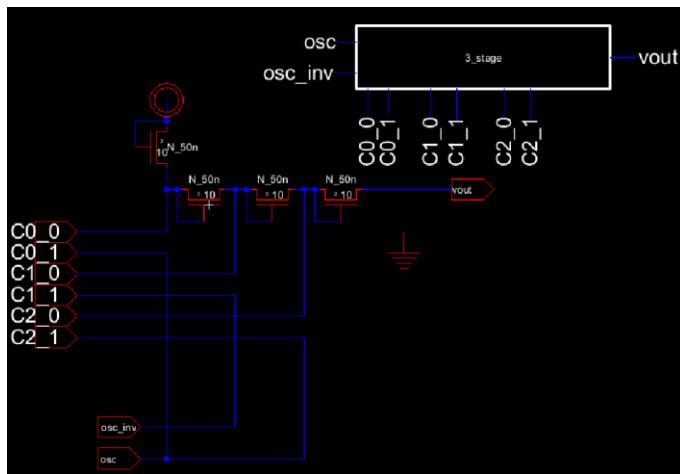 osc
3_stage
vout
osc_inv
C0_0
C0_1
C1_0
C1_1
C2_0
C2_1
N_50n
10
N_50n
N_50n
N_50n
10
10
10
vout
C0_0
C0_1
C1_0
C1_1
C2_0
C2_1
osc_inv
osc